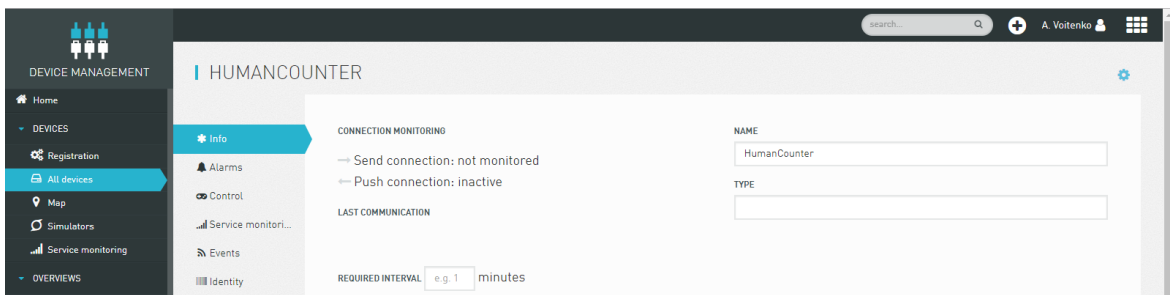 search...
A. Voitenko
DEVICE MANAGEMENT
Home
DEVICES
Registration
All devices
Map
Simulators
Service monitoring
OVERVIEWS
HUMANCOUNTER
Info
Alarms
Control
Service monitori...
Events
Identity
CONNECTION MONITORING
→ Send connection: not monitored
← Push connection: inactive
LAST COMMUNICATION
REQUIRED INTERVAL e.g. 1 minutes
NAME
HumanCounter
TYPE